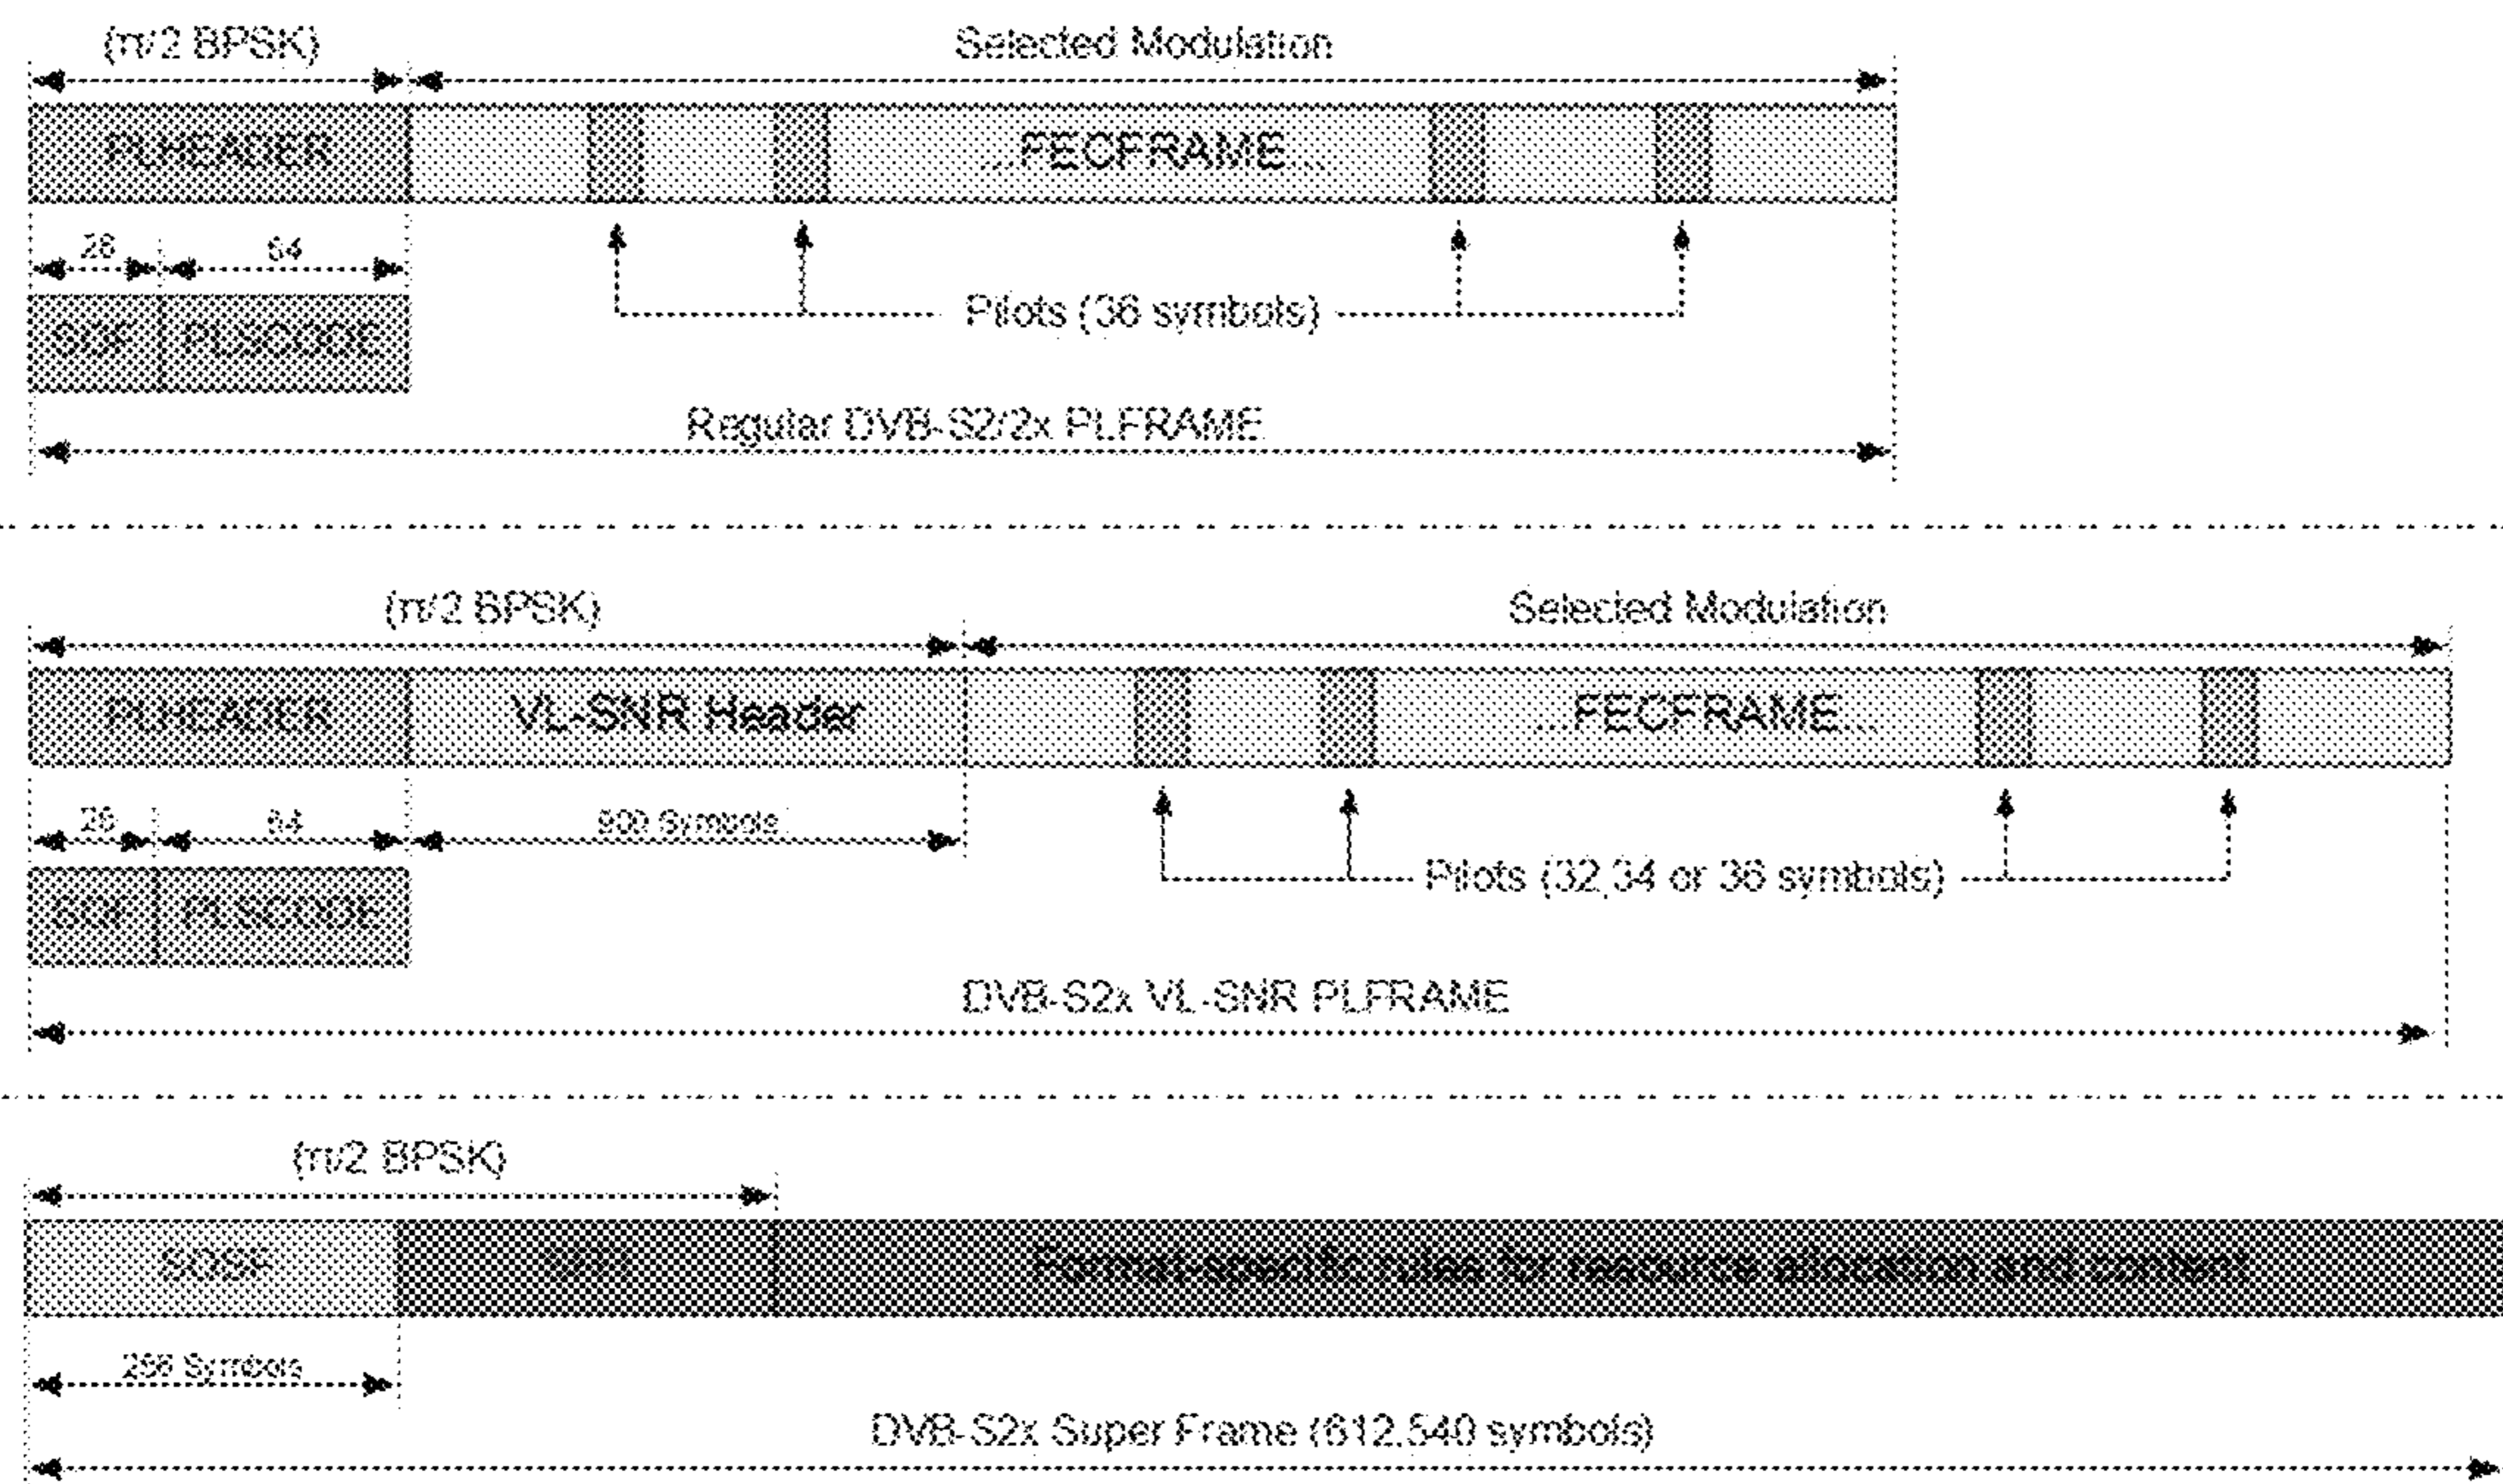 (π/2 BPSK) Selected Modulation
PLHEADER ...FECFRAME...
28 64
Pilots (36 symbols)
SOF PLSCODE
Regular DVB-S2/2x PLFRAME
(π/2 BPSK) Selected Modulation
PLHEADER VL-SNR Header ...FECFRAME...
28 64 900 Symbols
Pilots (32,34 or 36 symbols)
SOF PLSCODE
DVB-S2x VL-SNR PLFRAME
(π/2 BPSK)
SOSF Format-specific rules for resource allocation and content
Symbols
DVB-S2x Super Frame (612,540 symbols)